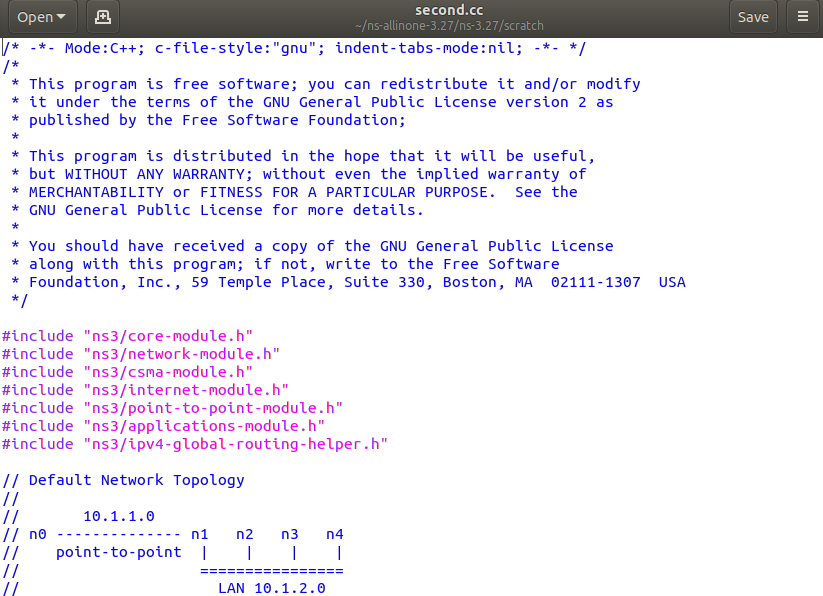 Open
second.cc
~/ns-allinone-3.27/ns-3.27/scratch
Save
/* -*- Mode:C++; c-file-style:"gnu"; indent-tabs-mode:nil; -*- */
/*
 * This program is free software; you can redistribute it and/or modify
 * it under the terms of the GNU General Public License version 2 as
 * published by the Free Software Foundation;
 *
 * This program is distributed in the hope that it will be useful,
 * but WITHOUT ANY WARRANTY; without even the implied warranty of
 * MERCHANTABILITY or FITNESS FOR A PARTICULAR PURPOSE.  See the
 * GNU General Public License for more details.
 *
 * You should have received a copy of the GNU General Public License
 * along with this program; if not, write to the Free Software
 * Foundation, Inc., 59 Temple Place, Suite 330, Boston, MA  02111-1307  USA
 */
#include "ns3/core-module.h"
#include "ns3/network-module.h"
#include "ns3/csma-module.h"
#include "ns3/internet-module.h"
#include "ns3/point-to-point-module.h"
#include "ns3/applications-module.h"
#include "ns3/ipv4-global-routing-helper.h"
// Default Network Topology
//
//       10.1.1.0
// n0 -------------- n1   n2   n3   n4
//    point-to-point  |    |    |    |
//                    ================
//                      LAN 10.1.2.0